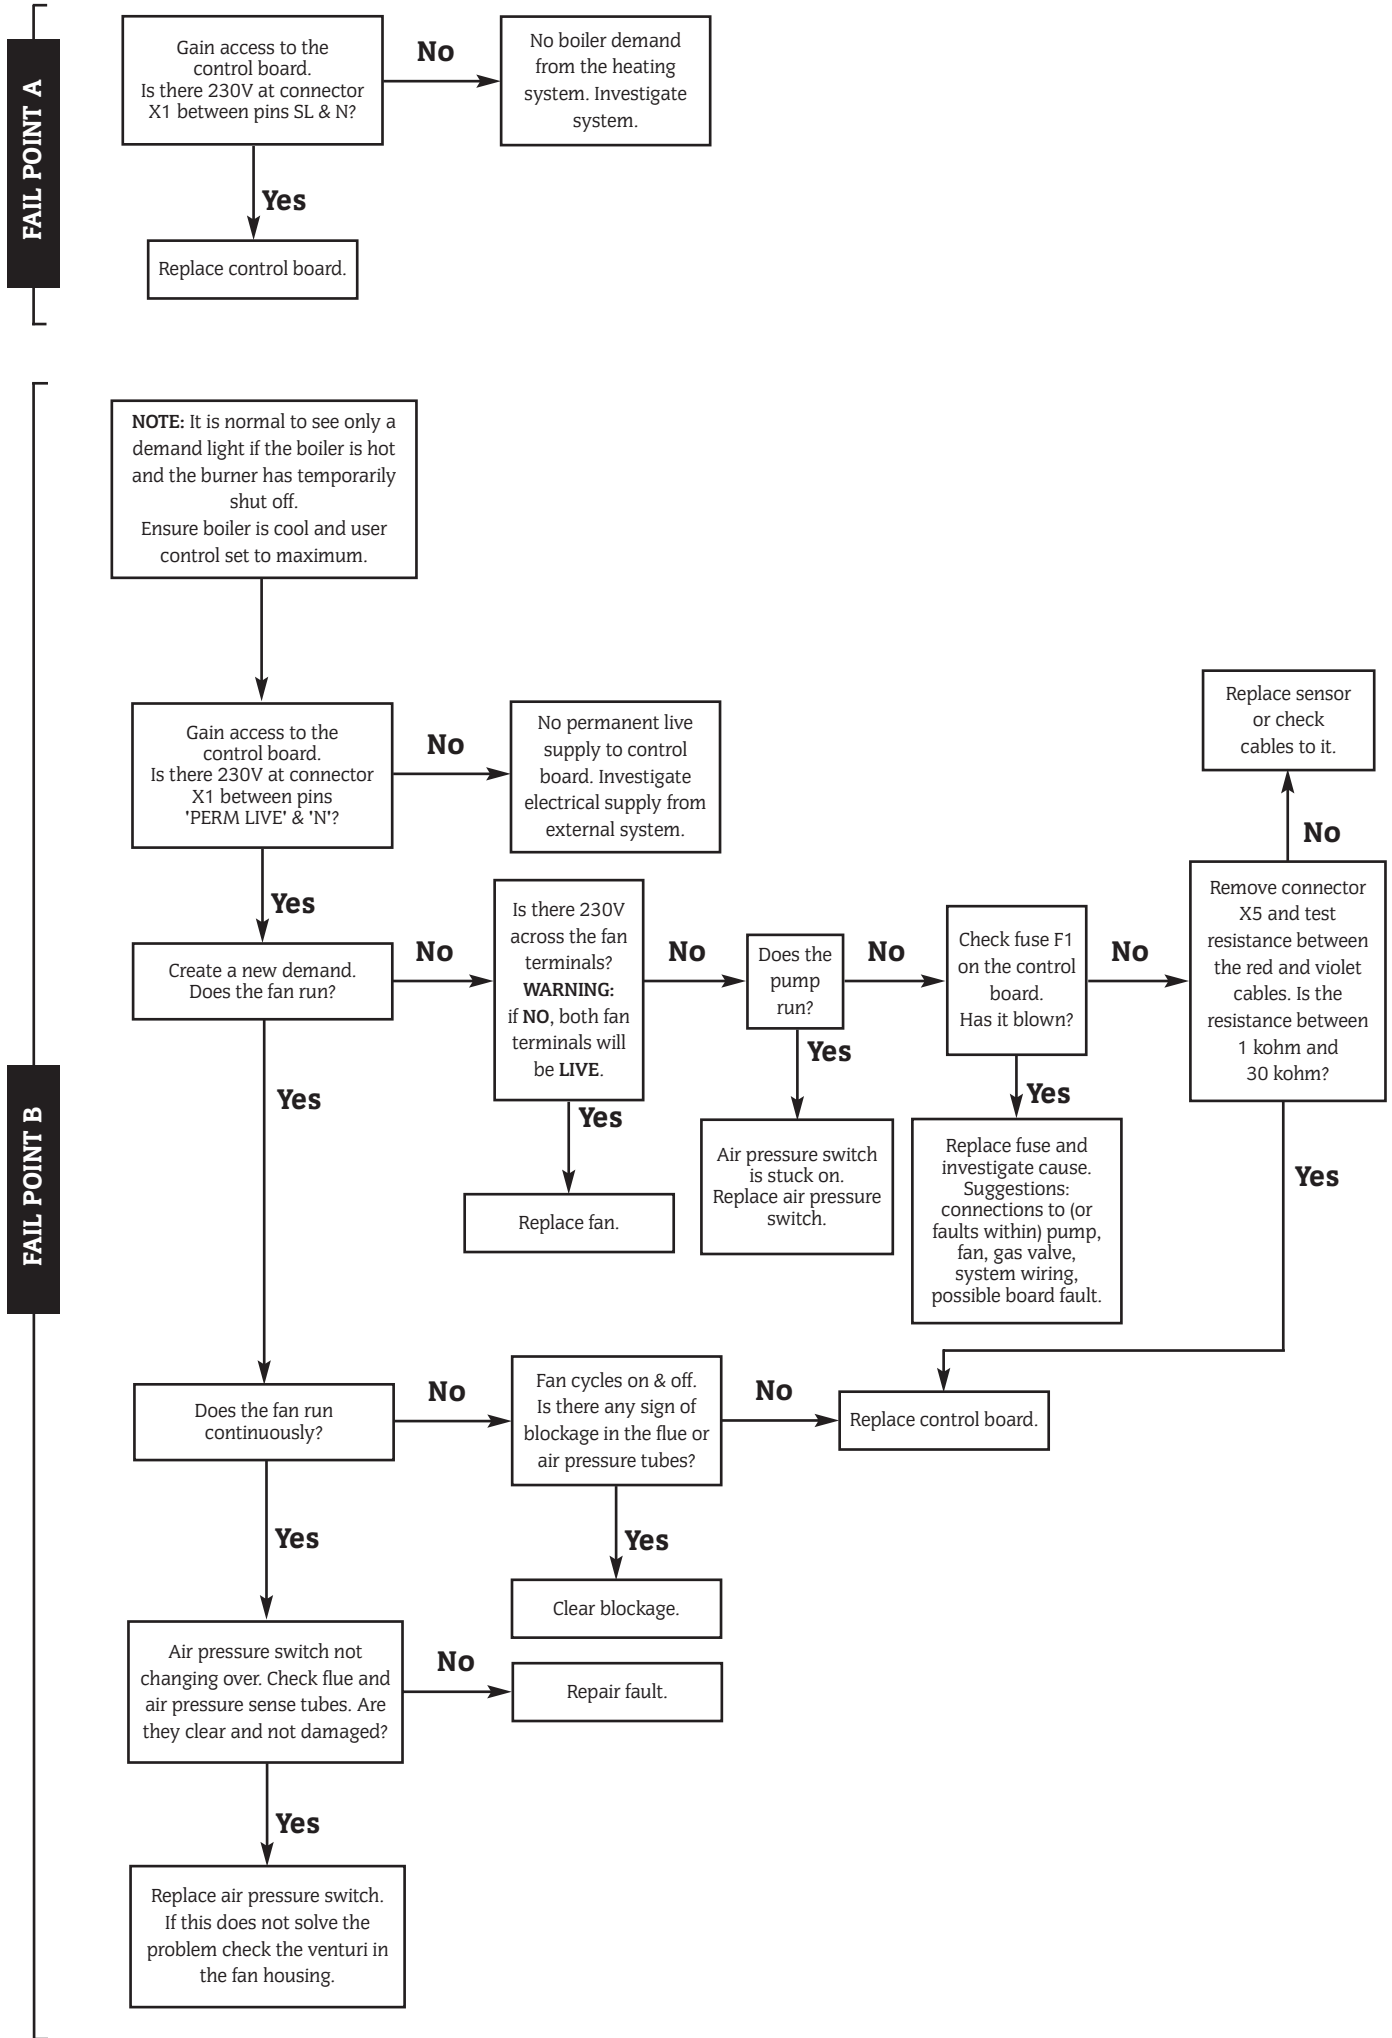 FAIL POINT A
Gain access to the
control board.
Is there 230V at connector
X1 between pins SL & N?
No
No boiler demand
from the heating
system. Investigate
system.
Yes
Replace control board.
FAIL POINT B
NOTE: It is normal to see only a
demand light if the boiler is hot
and the burner has temporarily
shut off.
Ensure boiler is cool and user
control set to maximum.
Gain access to the
control board.
Is there 230V at connector
X1 between pins
'PERM LIVE' & 'N'?
No
No permanent live
supply to control
board. Investigate
electrical supply from
external system.
Yes
Create a new demand.
Does the fan run?
No
Is there 230V
across the fan
terminals?
WARNING:
if NO, both fan
terminals will
be LIVE.
No
Does the
pump
run?
No
Check fuse F1
on the control
board.
Has it blown?
No
Remove connector
X5 and test
resistance between
the red and violet
cables. Is the
resistance between
1 kohm and
30 kohm?
No
Replace sensor
or check
cables to it.
Yes
Yes
Replace fan.
Yes
Air pressure switch
is stuck on.
Replace air pressure
switch.
Yes
Replace fuse and
investigate cause.
Suggestions:
connections to (or
faults within) pump,
fan, gas valve,
system wiring,
possible board fault.
Yes
Does the fan run
continuously?
No
Fan cycles on & off.
Is there any sign of
blockage in the flue or
air pressure tubes?
No
Replace control board.
Yes
Clear blockage.
Yes
Air pressure switch not
changing over. Check flue and
air pressure sense tubes. Are
they clear and not damaged?
No
Repair fault.
Yes
Replace air pressure switch.
If this does not solve the
problem check the venturi in
the fan housing.